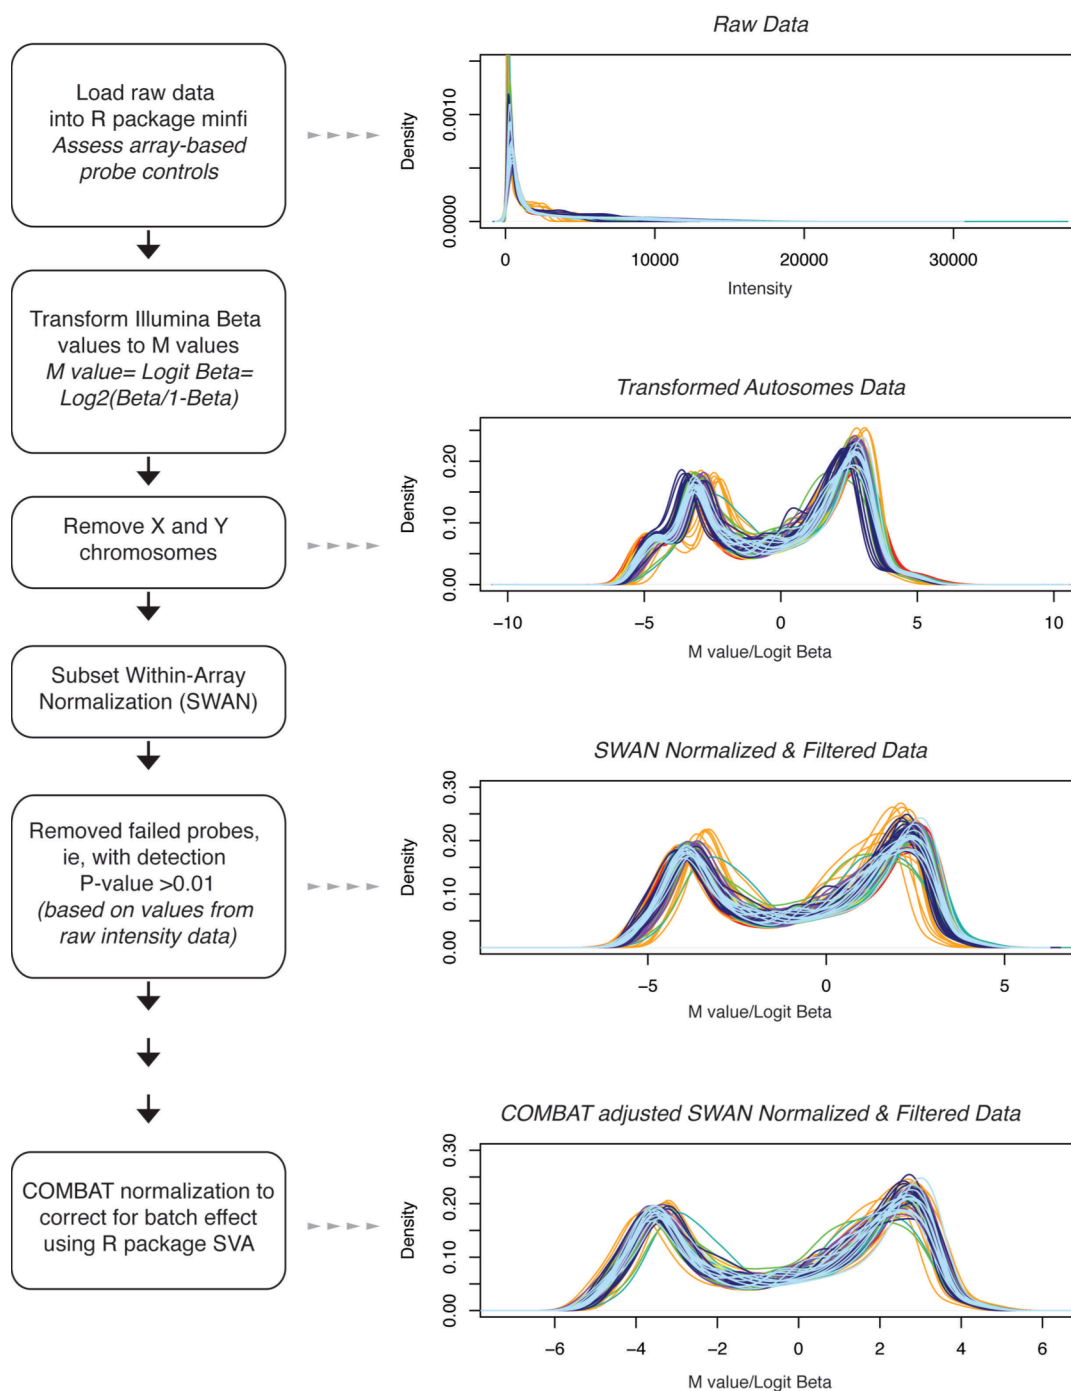 Load raw data
into R package minfi
Assess array-based
probe controls
Raw Data
Density
0.0010
0.0000
0
10000
20000
30000
Intensity
Transform Illumina Beta
values to M values
M value= Logit Beta=
Log2(Beta/1-Beta)
Remove X and Y
chromosomes
Transformed Autosomes Data
Density
0.20
0.10
0.00
−10
−5
0
5
10
M value/Logit Beta
Subset Within-Array
Normalization (SWAN)
Removed failed probes,
ie, with detection
P-value >0.01
(based on values from
raw intensity data)
SWAN Normalized & Filtered Data
Density
0.30
0.20
0.10
0.00
−5
0
5
M value/Logit Beta
COMBAT normalization to
correct for batch effect
using R package SVA
COMBAT adjusted SWAN Normalized & Filtered Data
Density
0.30
0.20
0.10
0.00
−6
−4
−2
0
2
4
6
M value/Logit Beta